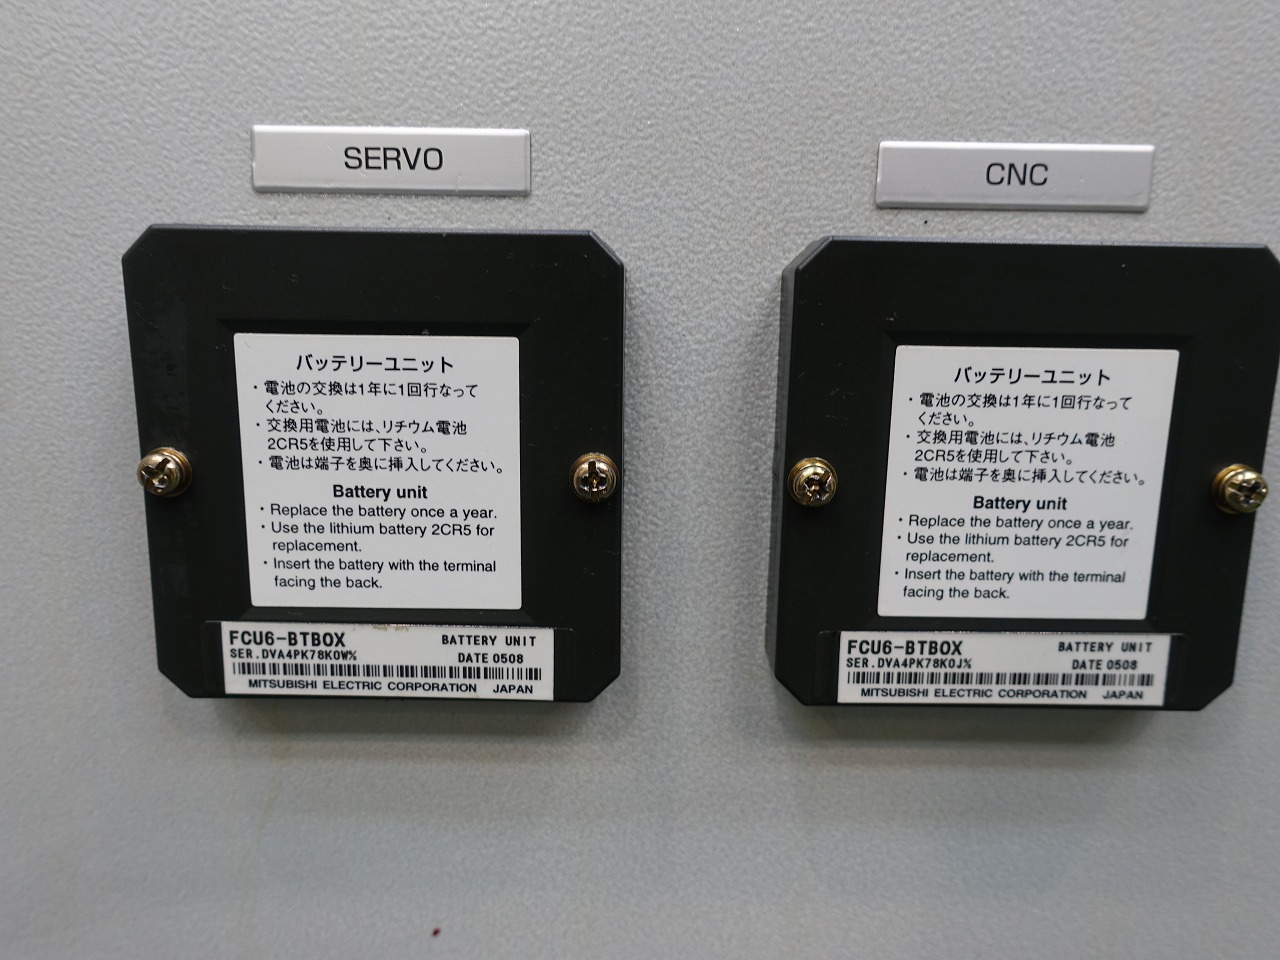 SERVO
バッテリーユニット
・電池の交換は1年に1回行なって
ください。
・交換用電池には、リチウム電池
2CR5を使用して下さい。
・電池は端子を奥に挿入してください。
Battery unit
・Replace the battery once a year.
・Use the lithium battery 2CR5 for
replacement.
・Insert the battery with the terminal
facing the back.
FCU6-BTBOX BATTERY UNIT
SER.DVA4PK78K0W% DATE 0508
MITSUBISHI ELECTRIC CORPORATION JAPAN
CNC
バッテリーユニット
・電池の交換は1年に1回行なって
ください。
・交換用電池には、リチウム電池
2CR5を使用して下さい。
・電池は端子を奥に挿入してください。
Battery unit
・Replace the battery once a year.
・Use the lithium battery 2CR5 for
replacement.
・Insert the battery with the terminal
facing the back.
FCU6-BTBOX BATTERY UNIT
SER.DVA4PK78K0J% DATE 0508
MITSUBISHI ELECTRIC CORPORATION JAPAN